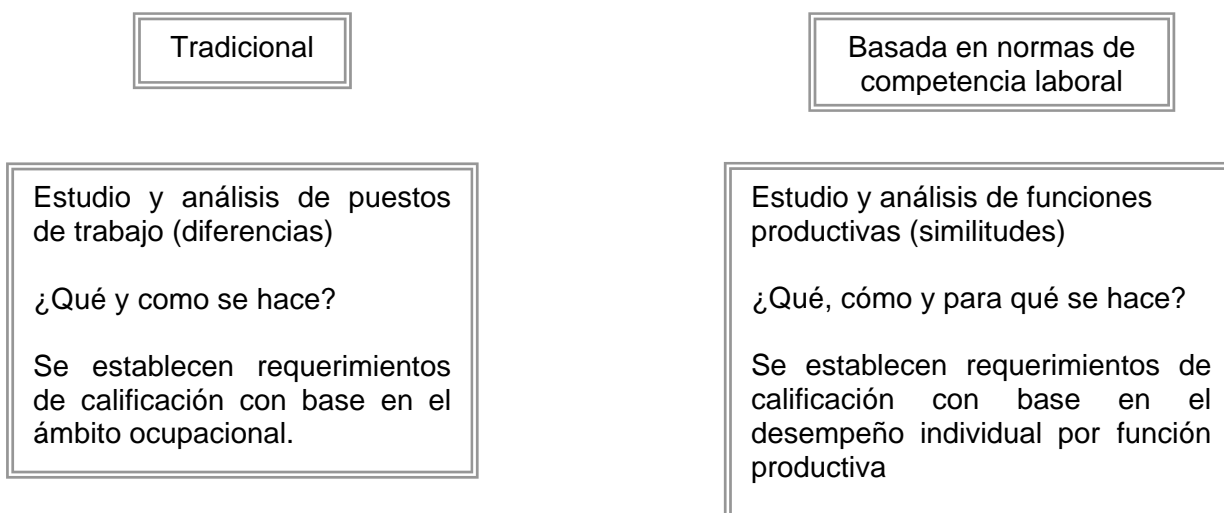 Tradicional
Basada en normas de
competencia laboral
Estudio y análisis de puestos
de trabajo (diferencias)
¿Qué y como se hace?
Se establecen requerimientos
de calificación con base en el
ámbito ocupacional.
Estudio y análisis de funciones
productivas (similitudes)
¿Qué, cómo y para qué se hace?
Se establecen requerimientos de
calificación con base en el
desempeño individual por función
productiva